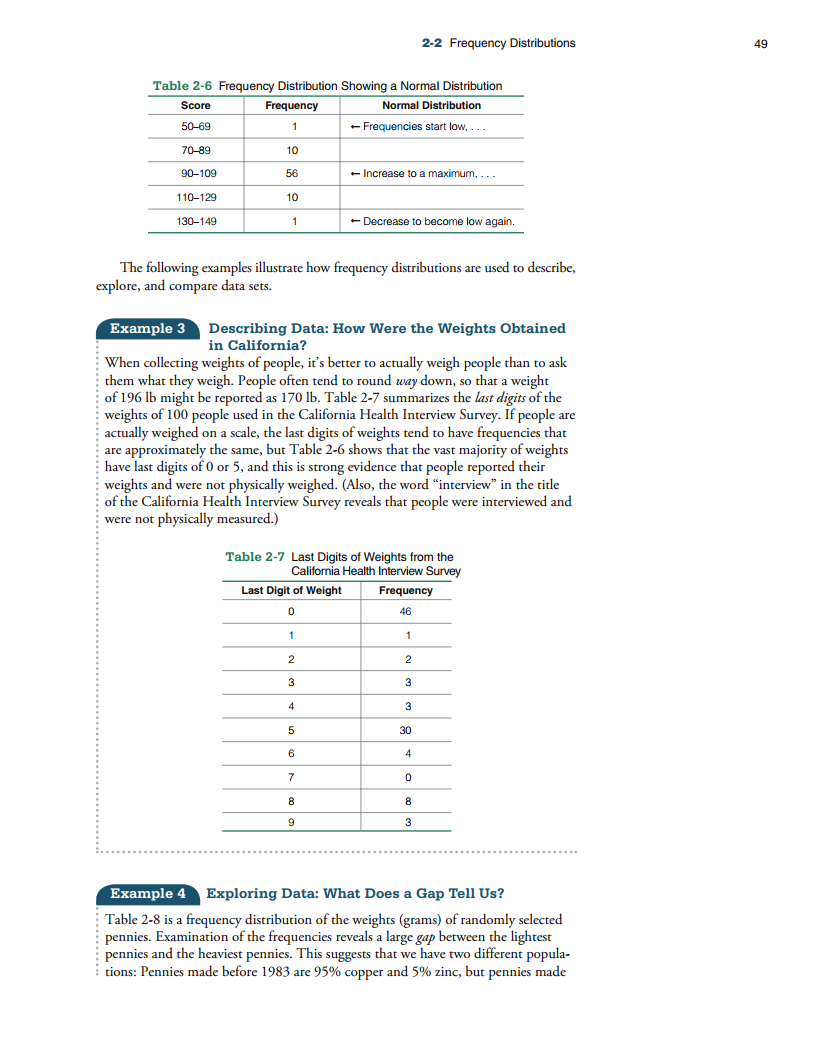 2-2 Frequency Distributions 49
Table 2-6 Frequency Distribution Showing a Normal Distribution
Score Frequency Normal Distribution
50–69 1 ← Frequencies start low, . . .
70–89 10
90–109 56 ← Increase to a maximum, . . .
110–129 10
130–149 1 ← Decrease to become low again.
The following examples illustrate how frequency distributions are used to describe,
explore, and compare data sets.
Example 3 Describing Data: How Were the Weights Obtained
in California?
When collecting weights of people, it’s better to actually weigh people than to ask
them what they weigh. People often tend to round way down, so that a weight
of 196 lb might be reported as 170 lb. Table 2-7 summarizes the last digits of the
weights of 100 people used in the California Health Interview Survey. If people are
actually weighed on a scale, the last digits of weights tend to have frequencies that
are approximately the same, but Table 2-6 shows that the vast majority of weights
have last digits of 0 or 5, and this is strong evidence that people reported their
weights and were not physically weighed. (Also, the word “interview” in the title
of the California Health Interview Survey reveals that people were interviewed and
were not physically measured.)
Table 2-7 Last Digits of Weights from the
California Health Interview Survey
Last Digit of Weight Frequency
0 46
1 1
2 2
3 3
4 3
5 30
6 4
7 0
8 8
9 3
Example 4 Exploring Data: What Does a Gap Tell Us?
Table 2-8 is a frequency distribution of the weights (grams) of randomly selected
pennies. Examination of the frequencies reveals a large gap between the lightest
pennies and the heaviest pennies. This suggests that we have two different popula-
tions: Pennies made before 1983 are 95% copper and 5% zinc, but pennies made